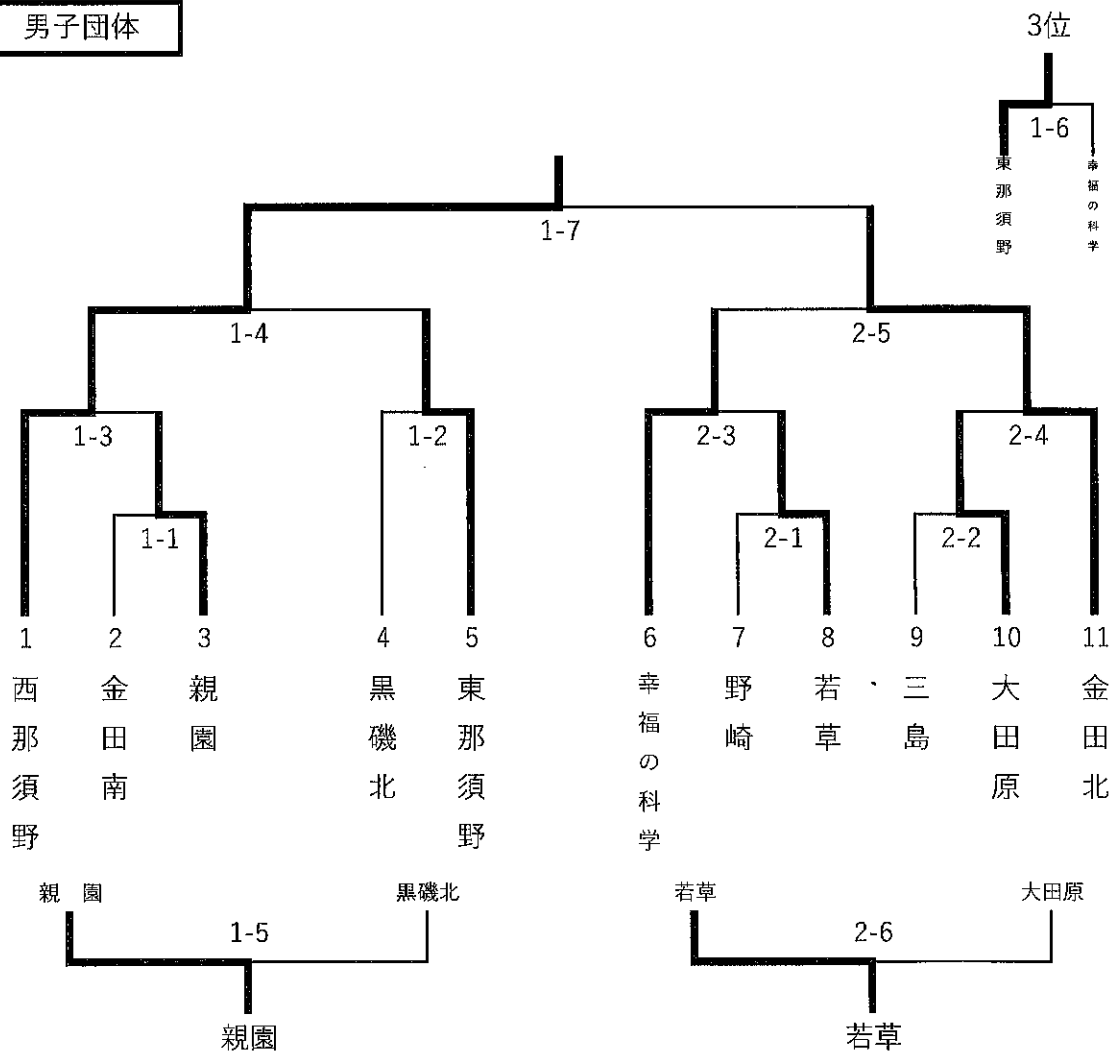 男子団体
3位
1-6
東那須野
幸福の科学
1-7
1-4
2-5
1-3
1-2
2-3
2-4
1-1
2-1
2-2
1
2
3
4
5
6
7
8
9
10
11
西那須野
金田南
親園
黒磯北
東那須野
幸福の科学
野崎
若草
三島
大田原
金田北
親　園
黒磯北
若草
大田原
1-5
2-6
親園
若草